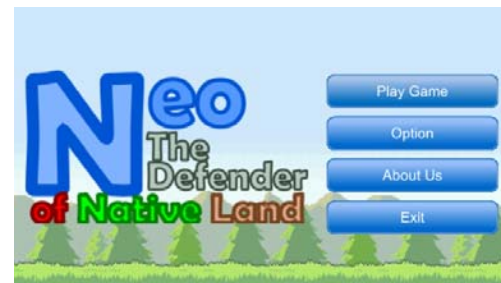 Neo
The
Defender
of Native Land
Play Game
Option
About Us
Exit